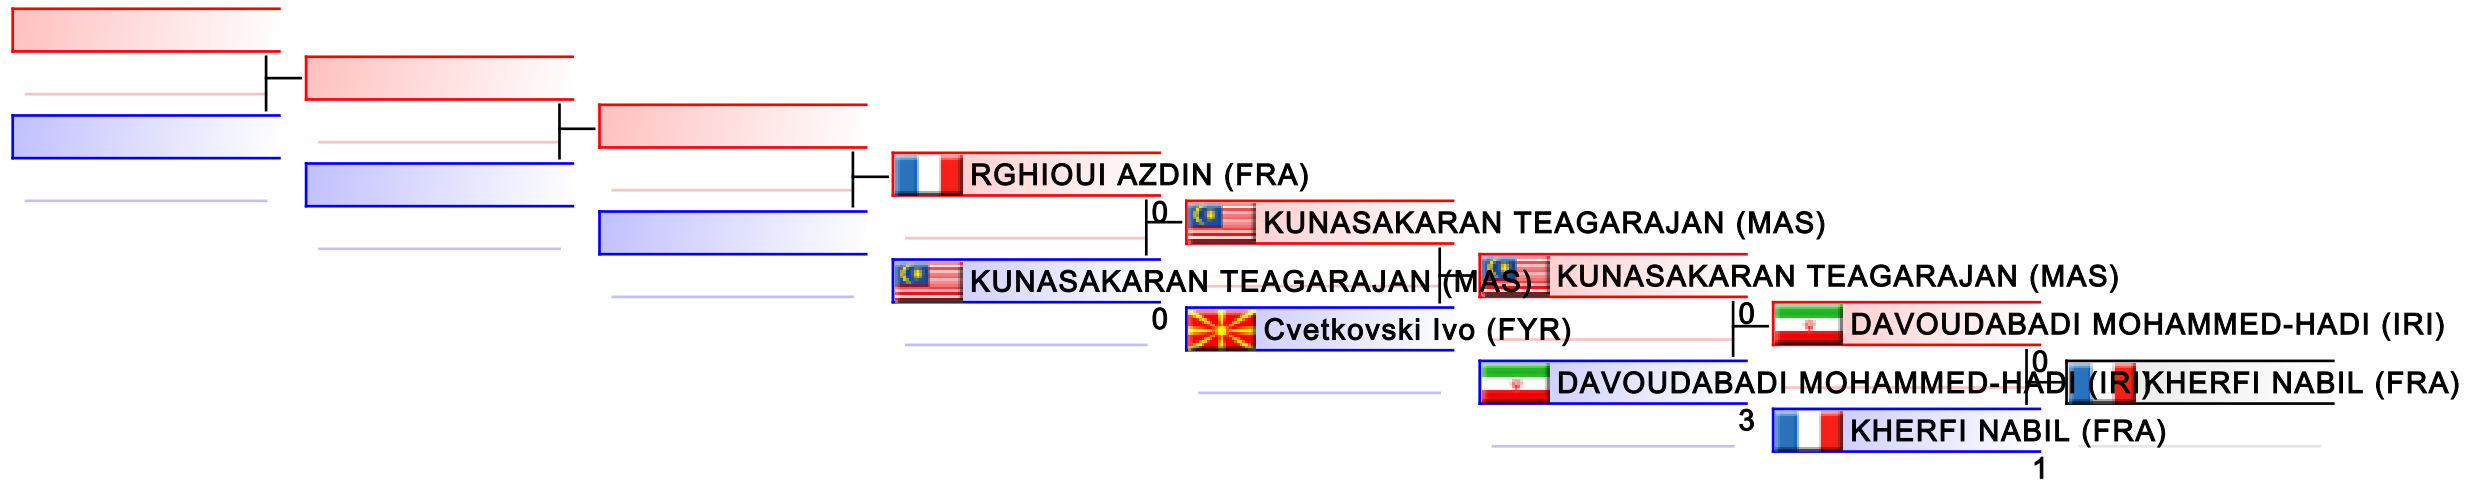 RGHIOUI AZDIN (FRA)
0
KUNASAKARAN TEAGARAJAN (MAS)
KUNASAKARAN TEAGARAJAN (MAS)
0
KUNASAKARAN TEAGARAJAN (MAS)
Cvetkovski Ivo (FYR)
0
DAVOUDABADI MOHAMMED-HADI (IRI)
3
DAVOUDABADI MOHAMMED-HADI (IRI)
0
KHERFI NABIL (FRA)
1
KHERFI NABIL (FRA)